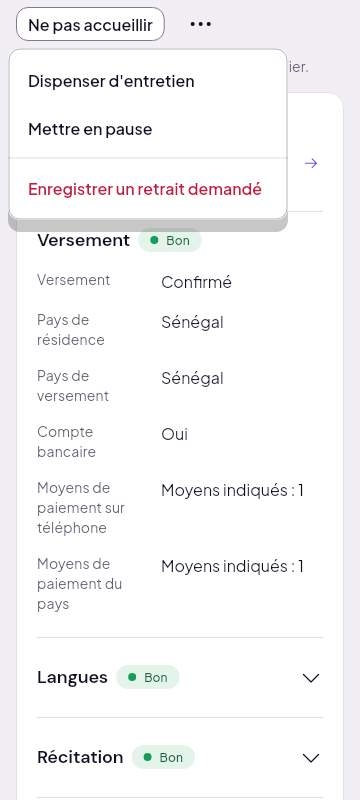 Ne pas accueillir
ier.
Dispenser d'entretien
Mettre en pause
Enregistrer un retrait demandé
Versement
Bon
Versement
Confirmé
Pays de
résidence
Sénégal
Pays de
versement
Sénégal
Compte
bancaire
Oui
Moyens de
paiement sur
téléphone
Moyens indiqués : 1
Moyens de
paiement du
pays
Moyens indiqués : 1
Langues
Bon
Récitation
Bon